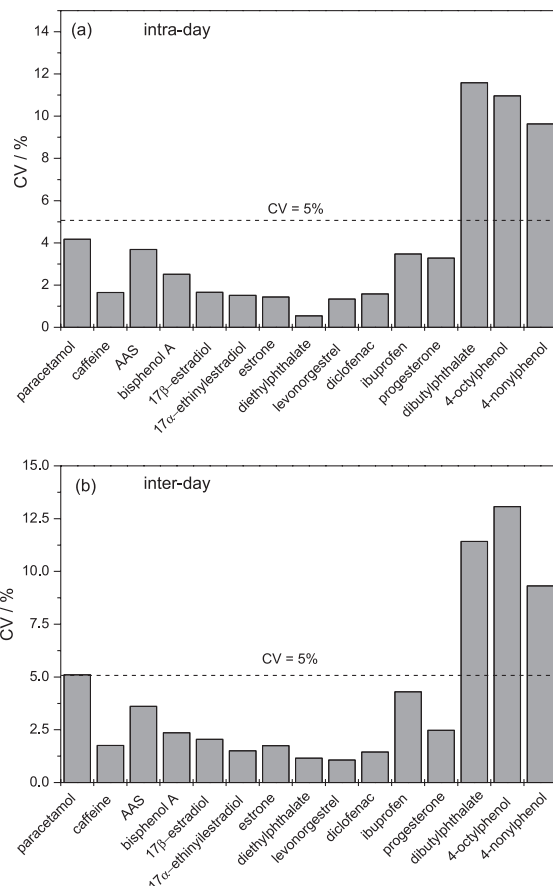 (a) intra-day
14
12
10
8
6
4
2
0
CV / %
CV = 5%
paracetamol
caffeine
AAS
bisphenol A
17β−estradiol
17α−ethinylestradiol
estrone
diethylphthalate
levonorgestrel
diclofenac
ibuprofen
progesterone
dibutylphthalate
4-octylphenol
4-nonylphenol
(b) inter-day
15.0
12.5
10.0
7.5
5.0
2.5
0.0
CV / %
CV = 5%
paracetamol
caffeine
AAS
bisphenol A
17β−estradiol
17α−ethinylilestradiol
estrone
diethylphthalate
levonorgestrel
diclofenac
ibuprofen
progesterone
dibutylphthalate
4-octylphenol
4-nonylphenol